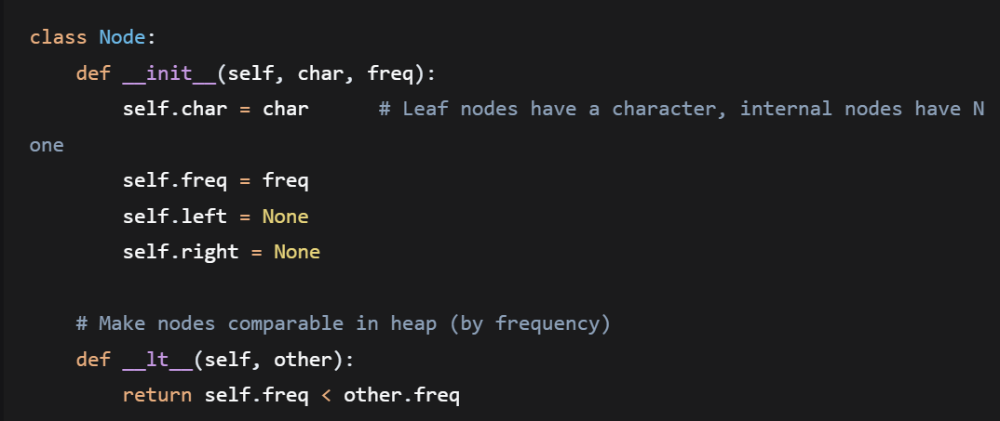 class Node:
    def __init__(self, char, freq):
        self.char = char      # Leaf nodes have a character, internal nodes have N
one
        self.freq = freq
        self.left = None
        self.right = None

    # Make nodes comparable in heap (by frequency)
    def __lt__(self, other):
        return self.freq < other.freq